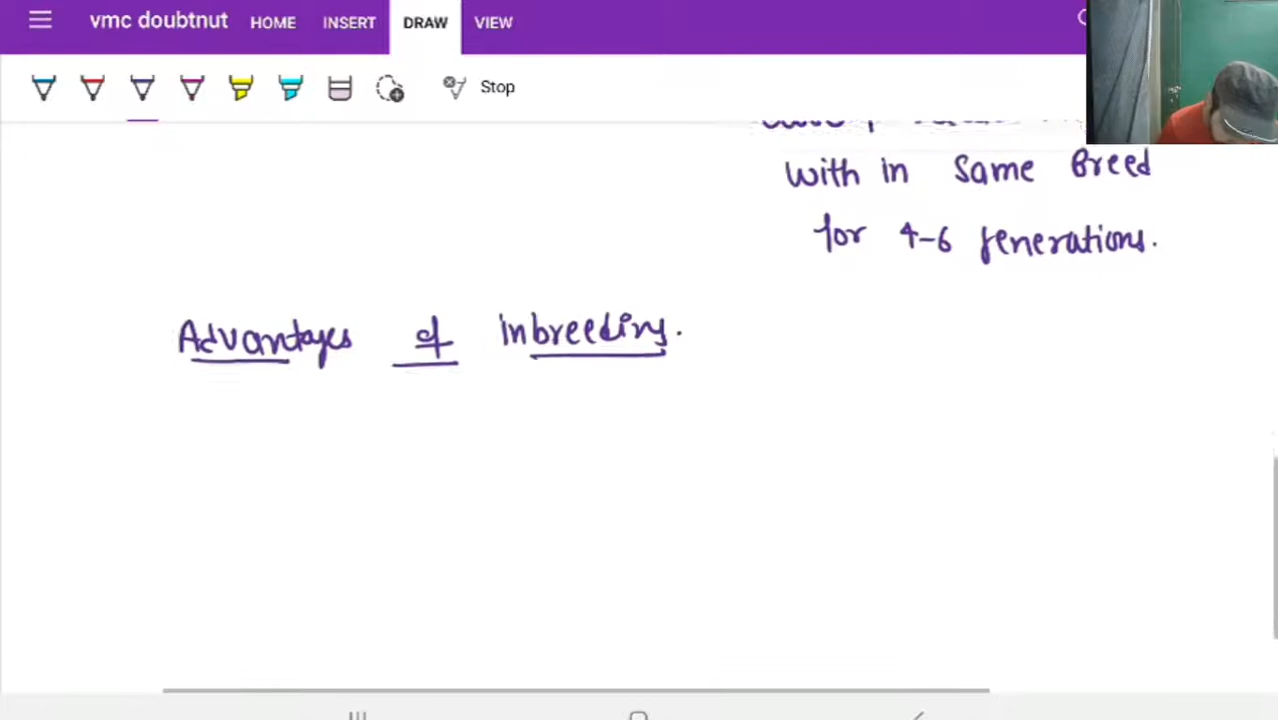 vmc doubtnut HOME INSERT DRAW VIEW
Stop
with in Same Breed
for 4-6 generations.
Advantages of inbreeding.